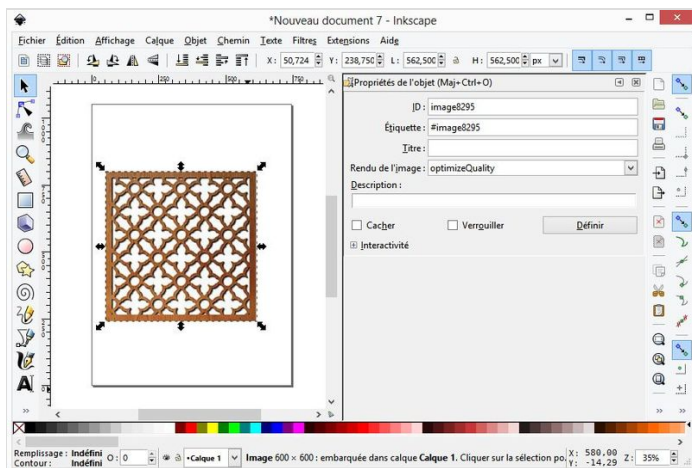 *Nouveau document 7 - Inkscape
Fichier Édition Affichage Calque Objet Chemin Texte Filtres Extensions Aide
X: 50,724 Y: 238,750 L: 562,500 H: 562,500 px
Propriétés de l'objet (Maj+Ctrl+O)
ID : image8295
Étiquette : #image8295
Titre :
Rendu de l'image : optimizeQuality
Description :
Cacher Verrouiller Définir
Interactivité
Remplissage : Indéfini O: 0 •Calque 1 Image 600 × 600 : embarquée dans calque Calque 1. Cliquer sur la sélection po. X: 580,00 Z: 35%
Contour : Indéfini Y: -14,29